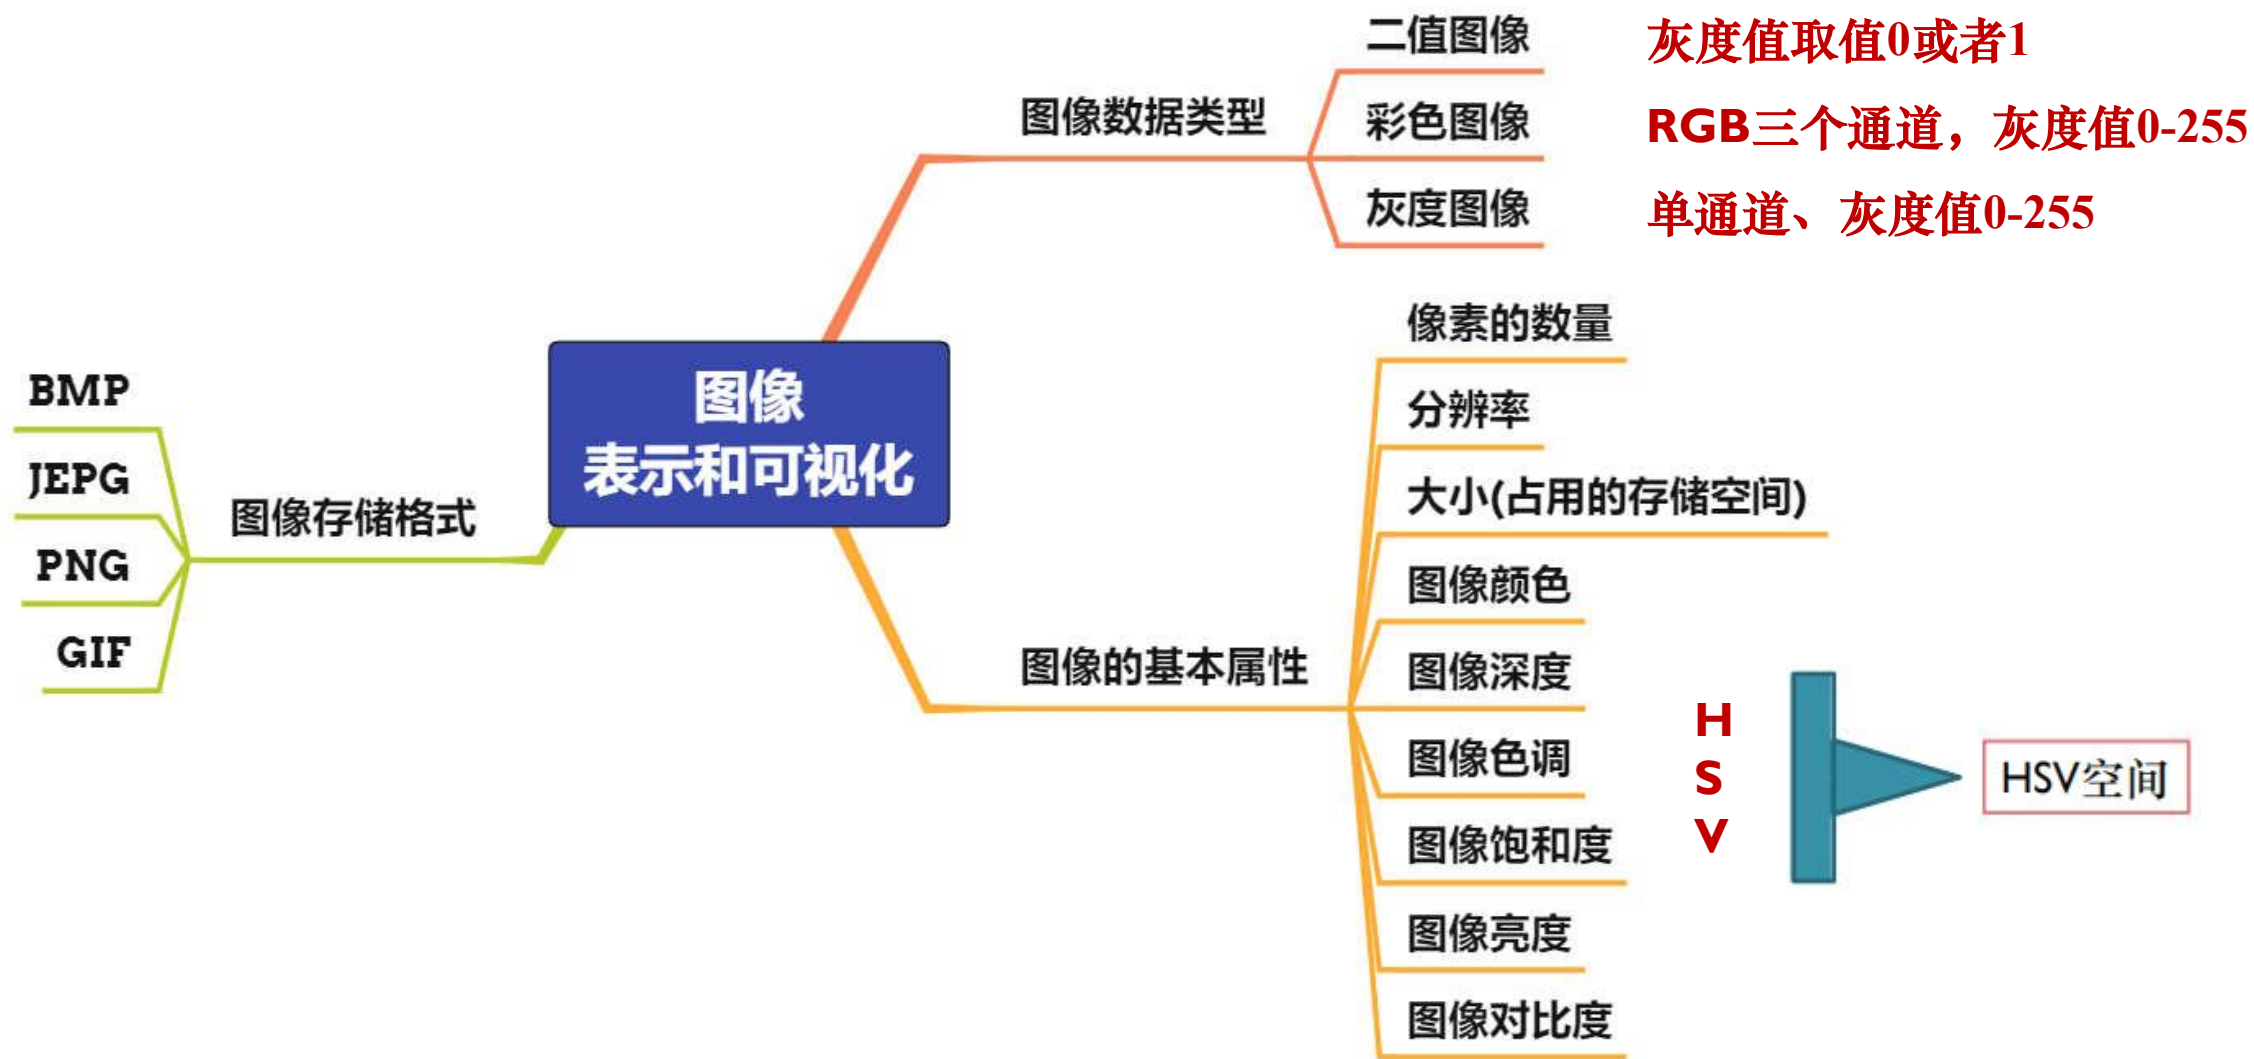 二值图像
灰度值取值0或者1
图像数据类型
彩色图像
RGB三个通道，灰度值0-255
灰度图像
单通道、灰度值0-255
图像
表示和可视化
图像存储格式
BMP
JEPG
PNG
GIF
图像的基本属性
像素的数量
分辨率
大小(占用的存储空间)
图像颜色
图像深度
图像色调
图像饱和度
图像亮度
图像对比度
H
S
V
HSV空间